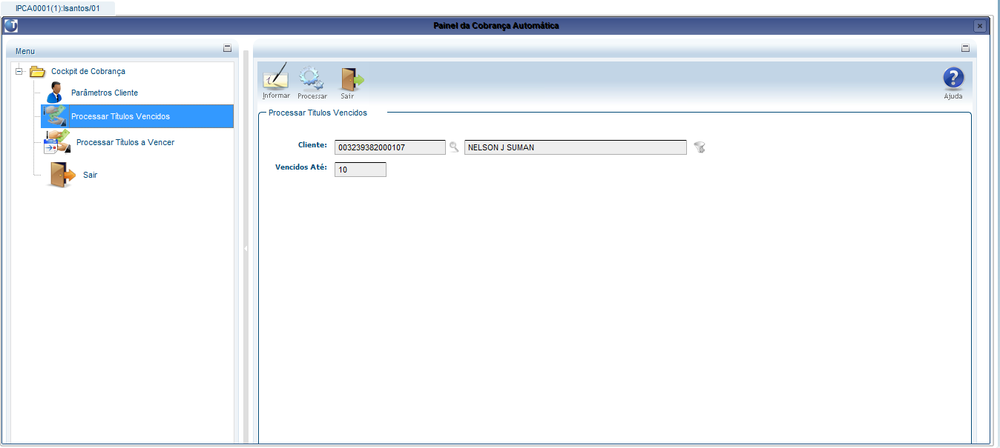 IPCA0001(1):lsantos/01
Painel da Cobrança Automática
Menu
Cockpit de Cobrança
Parâmetros Cliente
Processar Títulos Vencidos
Processar Títulos a Vencer
Sair
Informar Processar Sair Ajuda
Processar Titulos Vencidos
Cliente: 003239382000107 NELSON J SUMAN
Vencidos Até: 10